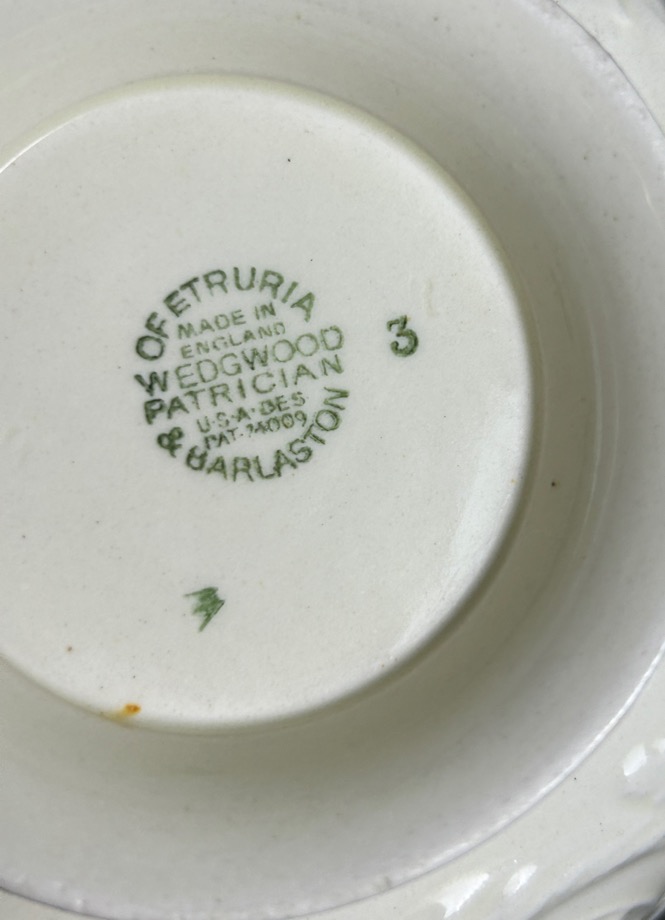 OF ETRURIA
MADE IN
ENGLAND
WEDGWOOD
PATRICIAN
U·S·A·DES
PAT·74009
& BARLASTON
3